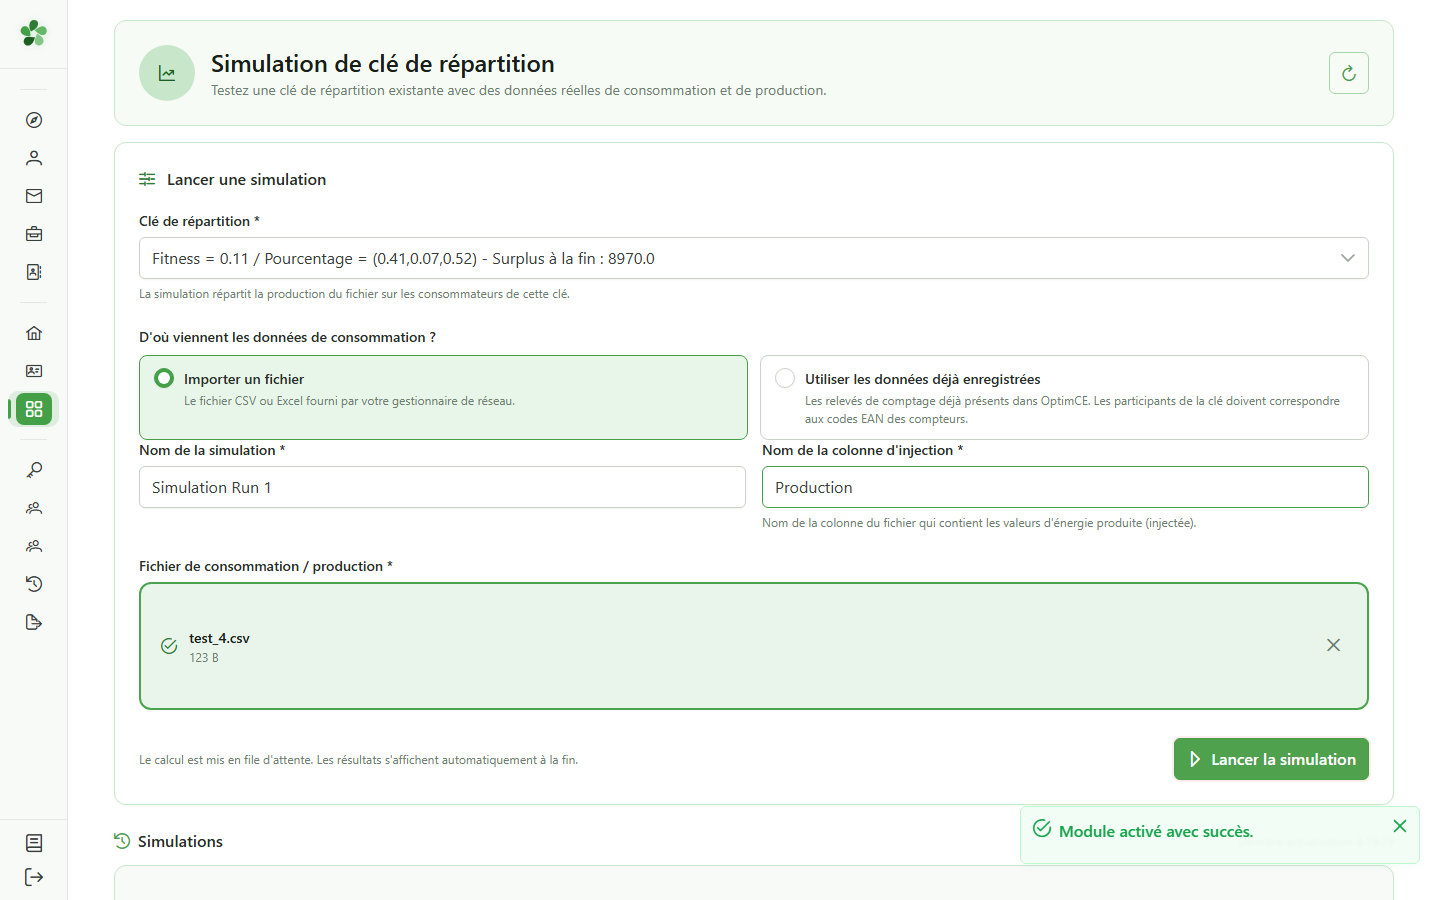 Simulation de clé de répartition
Testez une clé de répartition existante avec des données réelles de consommation et de production.
Lancer une simulation
Clé de répartition *
Fitness = 0.11 / Pourcentage = (0.41,0.07,0.52) - Surplus à la fin : 8970.0
La simulation répartit la production du fichier sur les consommateurs de cette clé.
D'où viennent les données de consommation ?
Importer un fichier
Le fichier CSV ou Excel fourni par votre gestionnaire de réseau.
Utiliser les données déjà enregistrées
Les relevés de comptage déjà présents dans OptimCE. Les participants de la clé doivent correspondre
aux codes EAN des compteurs.
Nom de la simulation *
Simulation Run 1
Nom de la colonne d'injection *
Production
Nom de la colonne du fichier qui contient les valeurs d'énergie produite (injectée).
Fichier de consommation / production *
test_4.csv
123 B
Le calcul est mis en file d'attente. Les résultats s'affichent automatiquement à la fin.
Lancer la simulation
Simulations
Module activé avec succès.